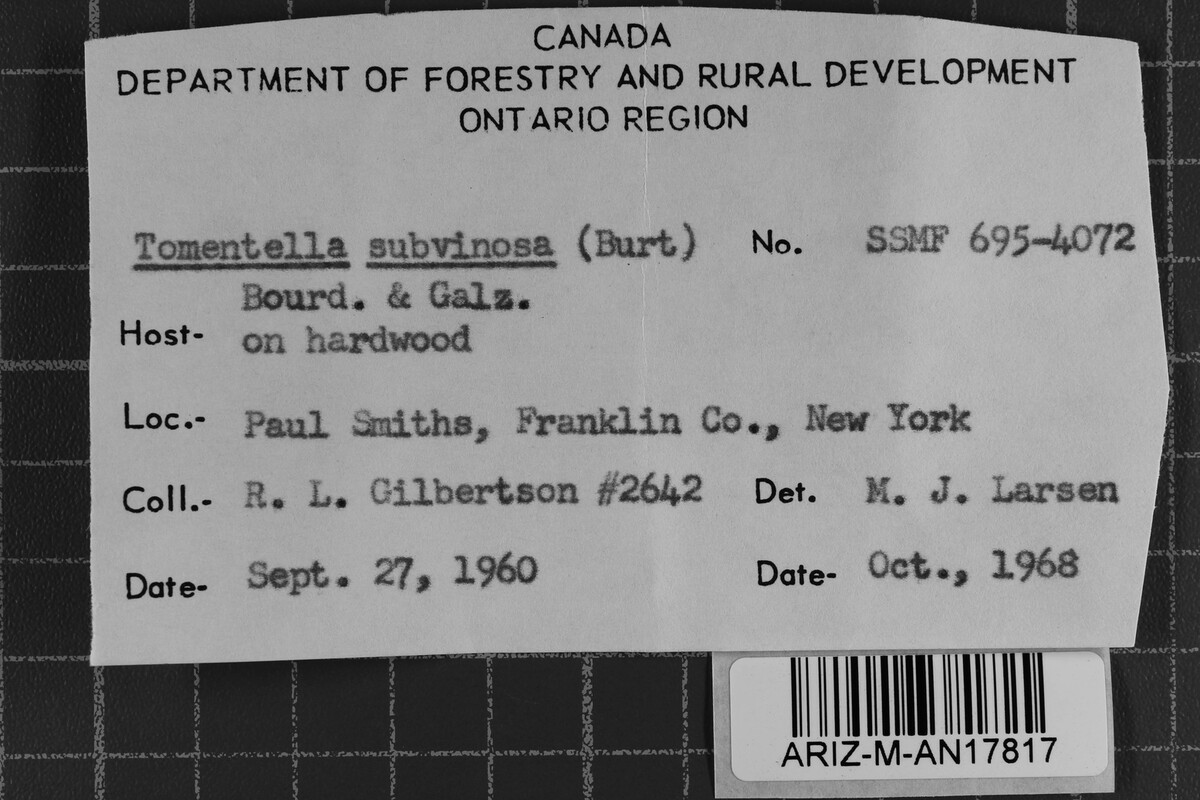 CANADA
DEPARTMENT OF FORESTRY AND RURAL DEVELOPMENT
ONTARIO REGION
Tomentella subvinosa (Burt) No. SSMF 695-4072
Bourd. & Galz.
Host- on hardwood
Loc.- Paul Smiths, Franklin Co., New York
Coll.- R. L. Gilbertson #2642 Det. M. J. Larsen
Date- Sept. 27, 1960 Date- Oct., 1968
ARIZ-M-AN17817